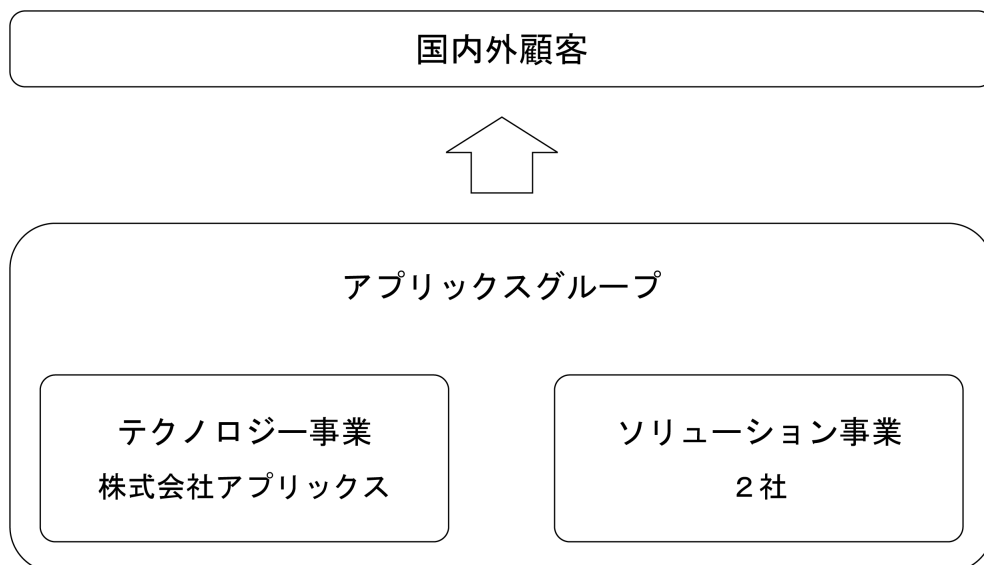 国内外顧客
アプリックスグループ
テクノロジー事業
株式会社アプリックス
ソリューション事業
２社